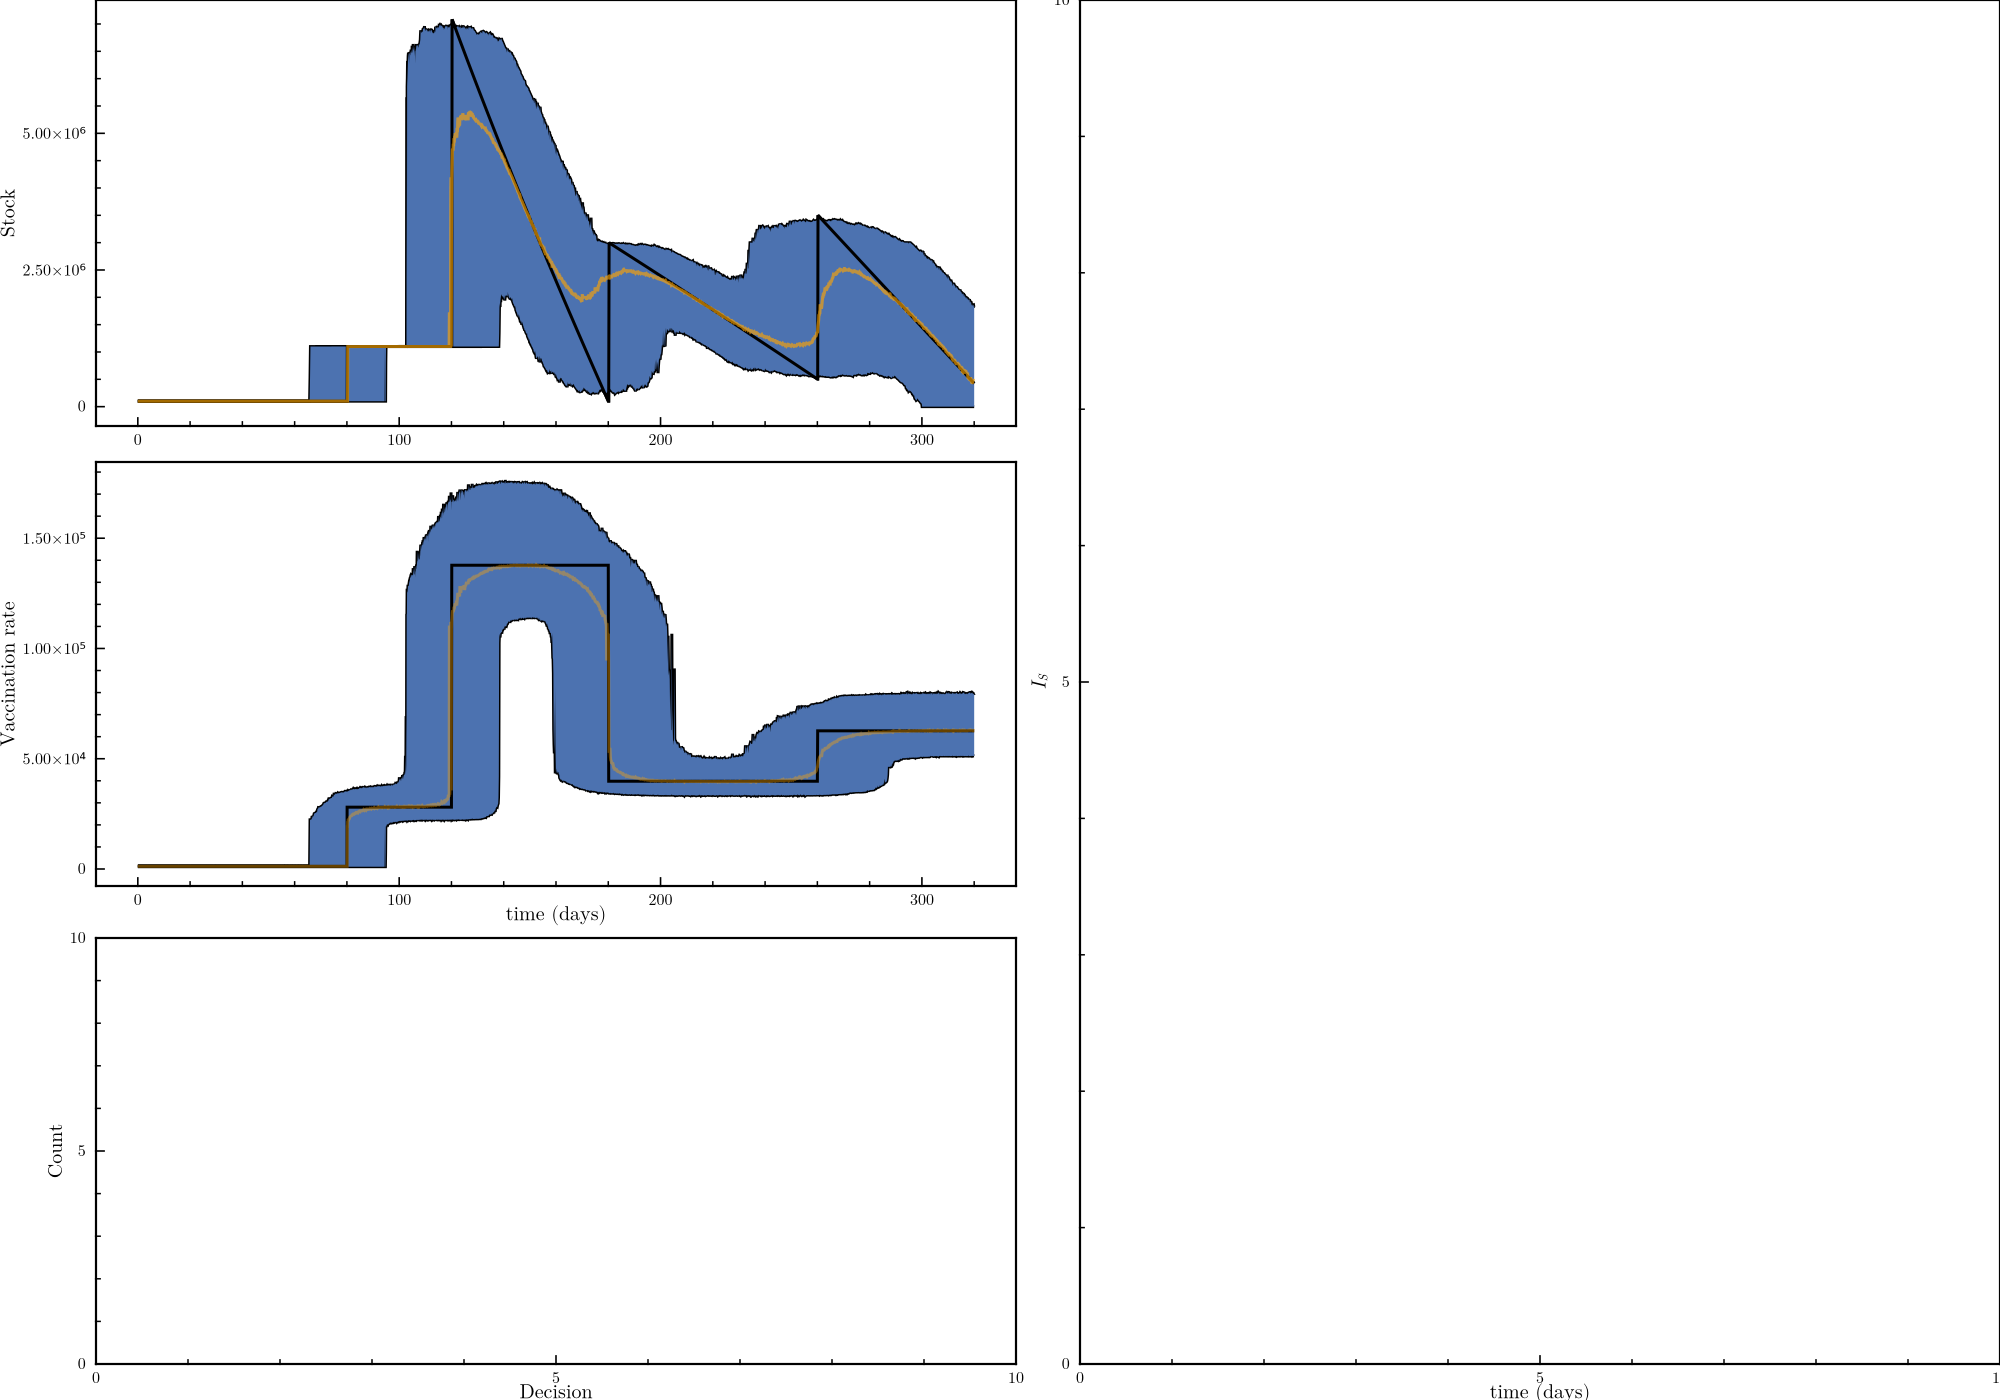 Stock
5.00×10⁶
2.50×10⁶
0
0 100 200 300
Vaccination rate
1.50×10⁵
1.00×10⁵
5.00×10⁴
0
0 100 200 300
time (days)
Count
10
5
0
0 5 10
Decision
I_S
10
5
0
0 5 1
time (days)